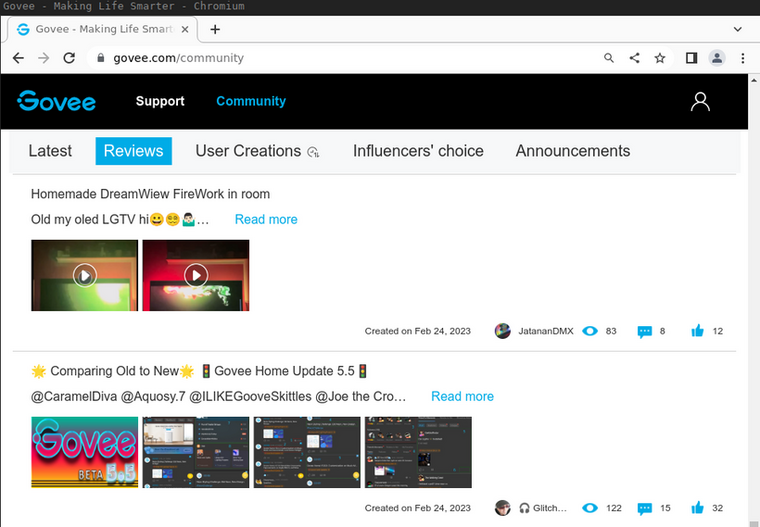 Govee - Making Life Smarter - Chromium
Govee - Making Life Smart
govee.com/community
Govee
Support
Community
Latest
Reviews
User Creations
Influencers' choice
Announcements
Homemade DreamWiew FireWork in room
Old my oled LGTV hi😀😵‍💫🤷🏻‍♂️… Read more
Created on Feb 24, 2023 JatananDMX 83 8 12
🌟 Comparing Old to New🌟 🚦Govee Home Update 5.5🚦
@CaramelDiva @Aquosy.7 @ILIKEGooveSkittles @Joe the Cro… Read more
Govee
BETA 5.5
Created on Feb 24, 2023 🎧 Glitch… 122 15 32